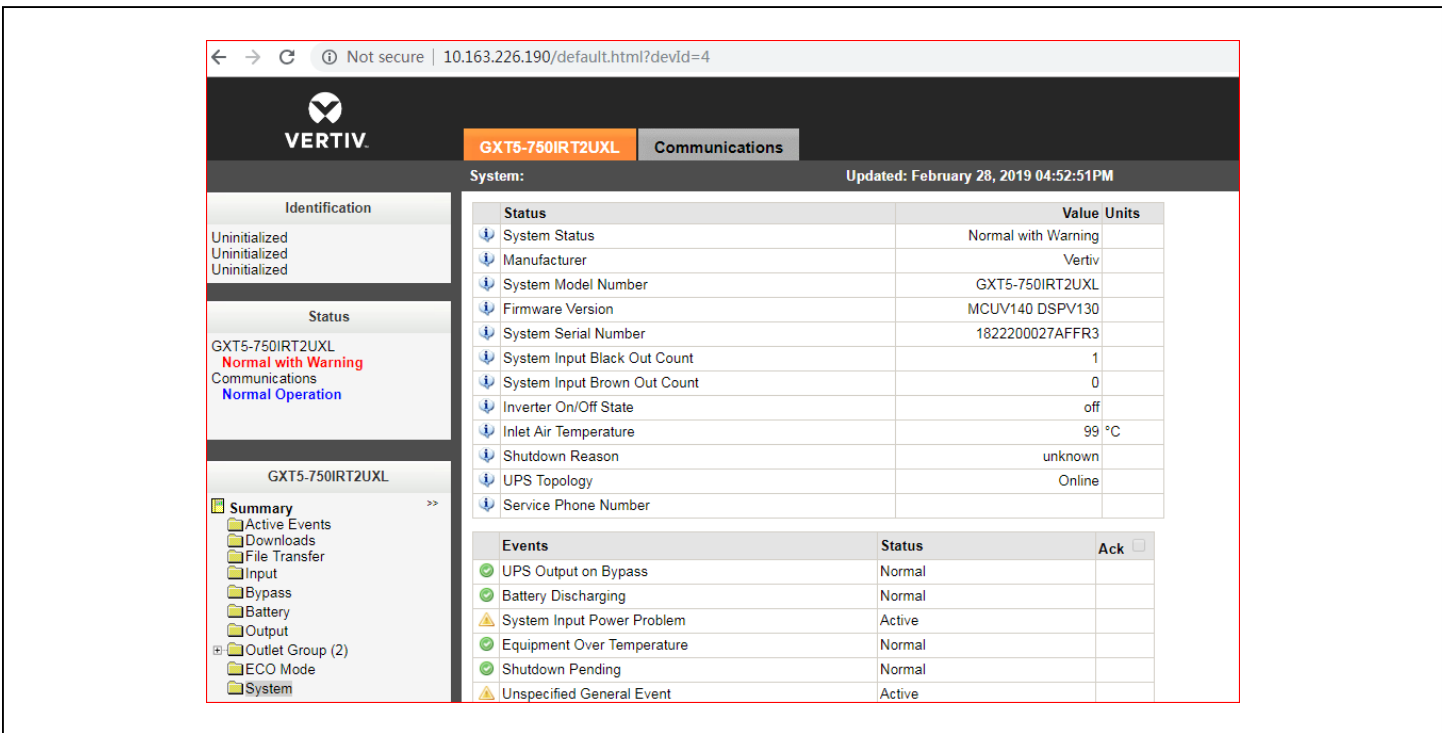 Not secure | 10.163.226.190/default.html?devId=4
VERTIV.
GXT5-750IRT2UXL Communications
System: Updated: February 28, 2019 04:52:51PM
Identification
Uninitialized
Uninitialized
Uninitialized
Status
GXT5-750IRT2UXL
Normal with Warning
Communications
Normal Operation
GXT5-750IRT2UXL
Summary >>
Active Events
Downloads
File Transfer
Input
Bypass
Battery
Output
Outlet Group (2)
ECO Mode
System
Status Value Units
System Status Normal with Warning
Manufacturer Vertiv
System Model Number GXT5-750IRT2UXL
Firmware Version MCUV140 DSPV130
System Serial Number 1822200027AFFR3
System Input Black Out Count 1
System Input Brown Out Count 0
Inverter On/Off State off
Inlet Air Temperature 99 °C
Shutdown Reason unknown
UPS Topology Online
Service Phone Number
Events Status Ack
UPS Output on Bypass Normal
Battery Discharging Normal
System Input Power Problem Active
Equipment Over Temperature Normal
Shutdown Pending Normal
Unspecified General Event Active